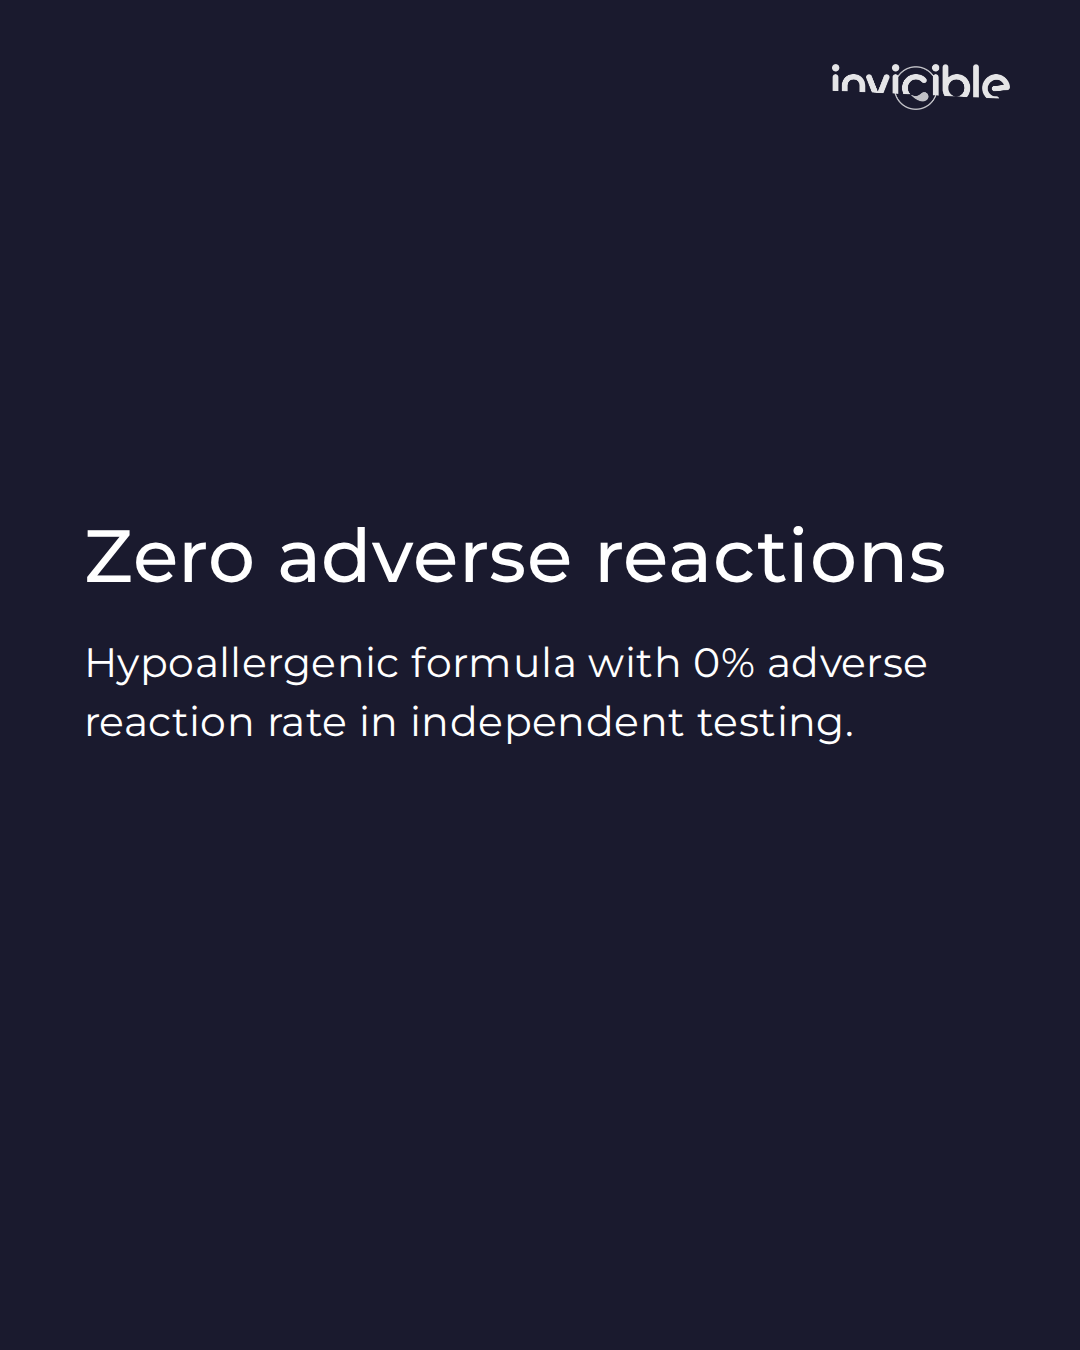 invicible
Zero adverse reactions
Hypoallergenic formula with 0% adverse
reaction rate in independent testing.